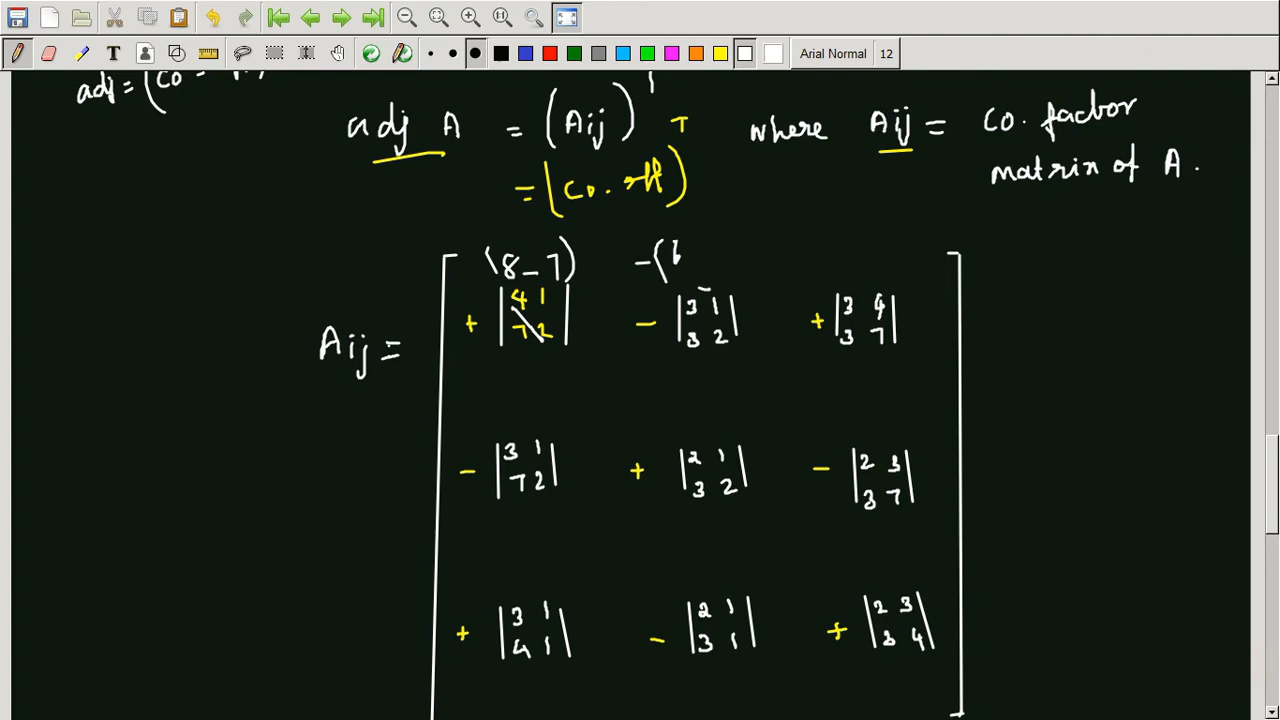 Arial Normal 12
adj = (Co -
adj A = (Aij)^T where Aij = Co. factor
= (Co. eff)^T matrix of A.
(8-7) -(6
Aij = + |4 1| - |3 1| + |3 4|
|7 2| |3 2| |3 7|
- |3 1| + |2 1| - |2 3|
|7 2| |3 2| |3 7|
+ |3 1| - |2 1| + |2 3|
|4 1| |3 1| |3 4|